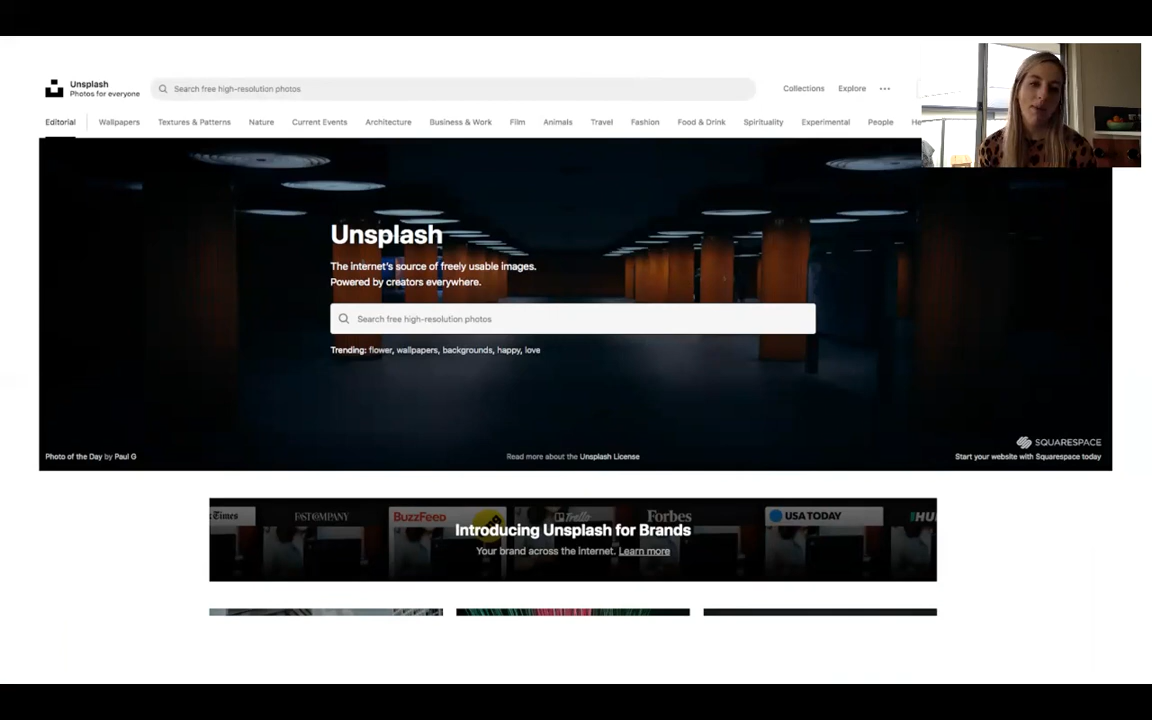 Unsplash
Photos for everyone
Search free high-resolution photos
Collections
Explore
Editorial
Wallpapers
Textures & Patterns
Nature
Current Events
Architecture
Business & Work
Film
Animals
Travel
Fashion
Food & Drink
Spirituality
Experimental
People
He
Unsplash
The internet's source of freely usable images.
Powered by creators everywhere.
Search free high-resolution photos
Trending: flower, wallpapers, backgrounds, happy, love
SQUARESPACE
Photo of the Day by Paul G
Read more about the Unsplash License
Start your website with Squarespace today
Times
FAST COMPANY
BuzzFeed
Trello
Forbes
USA TODAY
HU
Introducing Unsplash for Brands
Your brand across the internet. Learn more